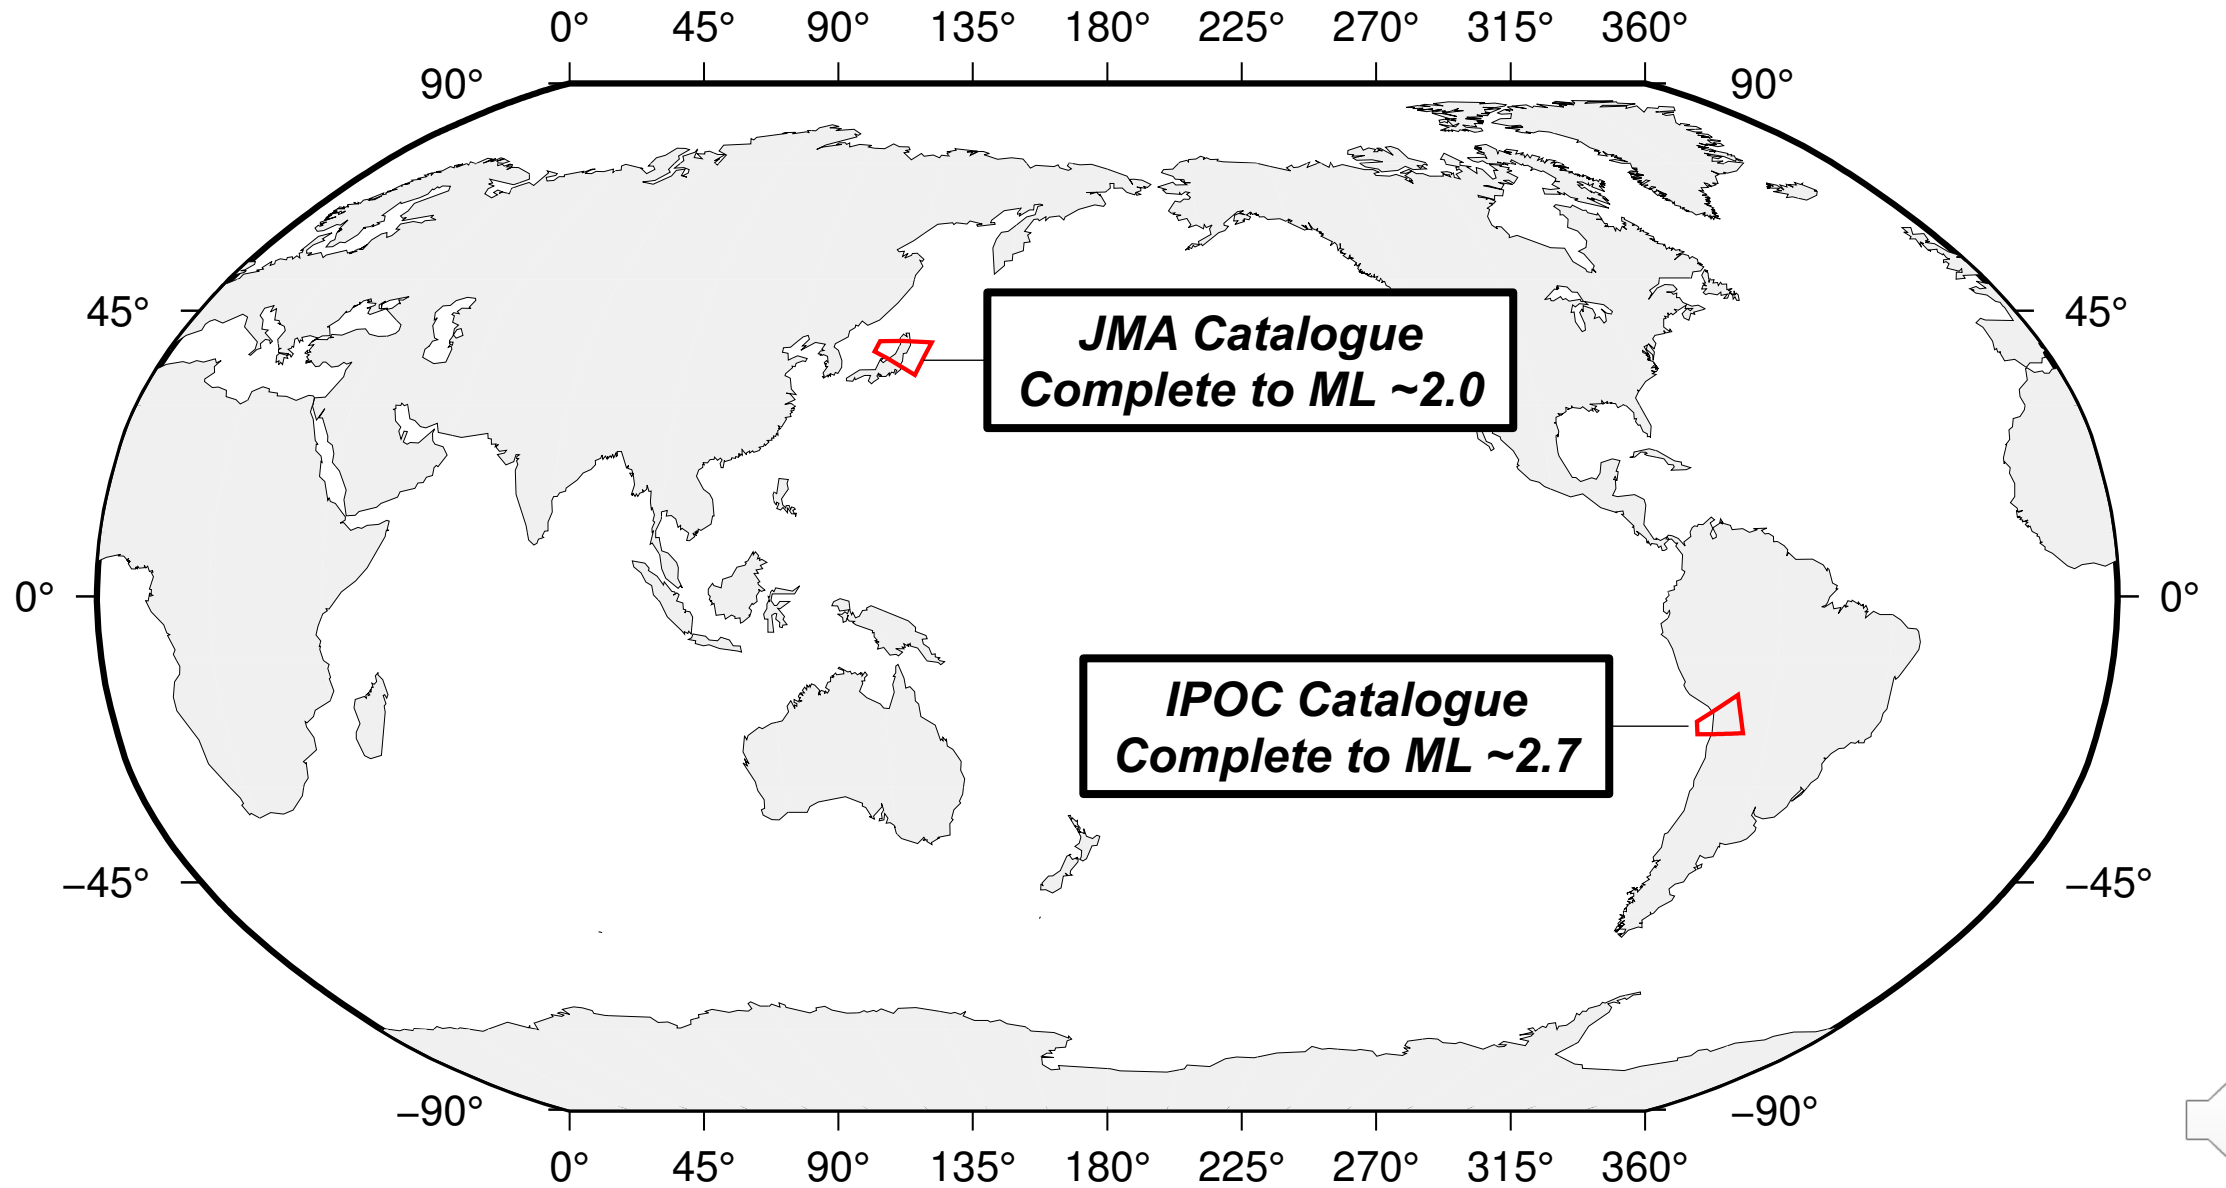 0° 45° 90° 135° 180° 225° 270° 315° 360°
90° 90°
45° 45°
JMA Catalogue
Complete to ML ~2.0
0° 0°
IPOC Catalogue
Complete to ML ~2.7
−45° −45°
−90° −90°
0° 45° 90° 135° 180° 225° 270° 315° 360°